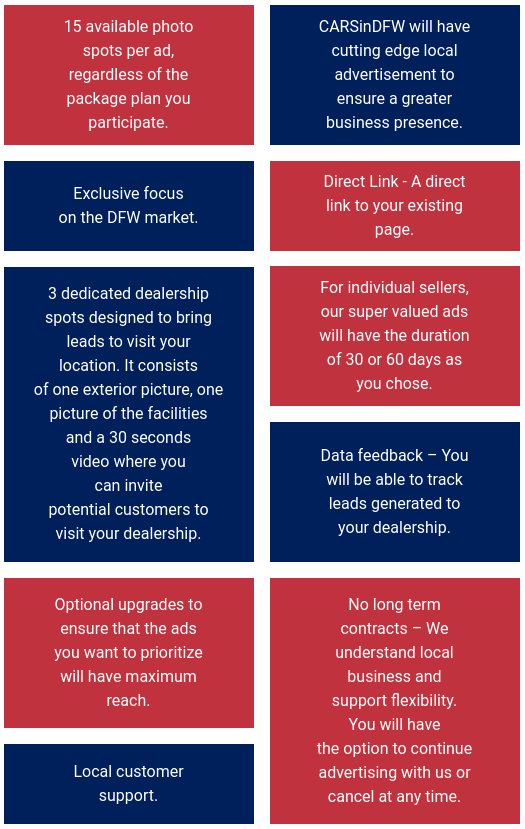 15 available photo
spots per ad,
regardless of the
package plan you
participate.
CARSinDFW will have
cutting edge local
advertisement to
ensure a greater
business presence.
Exclusive focus
on the DFW market.
Direct Link - A direct
link to your existing
page.
3 dedicated dealership
spots designed to bring
leads to visit your
location. It consists
of one exterior picture, one
picture of the facilities
and a 30 seconds
video where you
can invite
potential customers to
visit your dealership.
For individual sellers,
our super valued ads
will have the duration
of 30 or 60 days as
you chose.
Data feedback – You
will be able to track
leads generated to
your dealership.
Optional upgrades to
ensure that the ads
you want to prioritize
will have maximum
reach.
No long term
contracts – We
understand local
business and
support flexibility.
You will have
the option to continue
advertising with us or
cancel at any time.
Local customer
support.